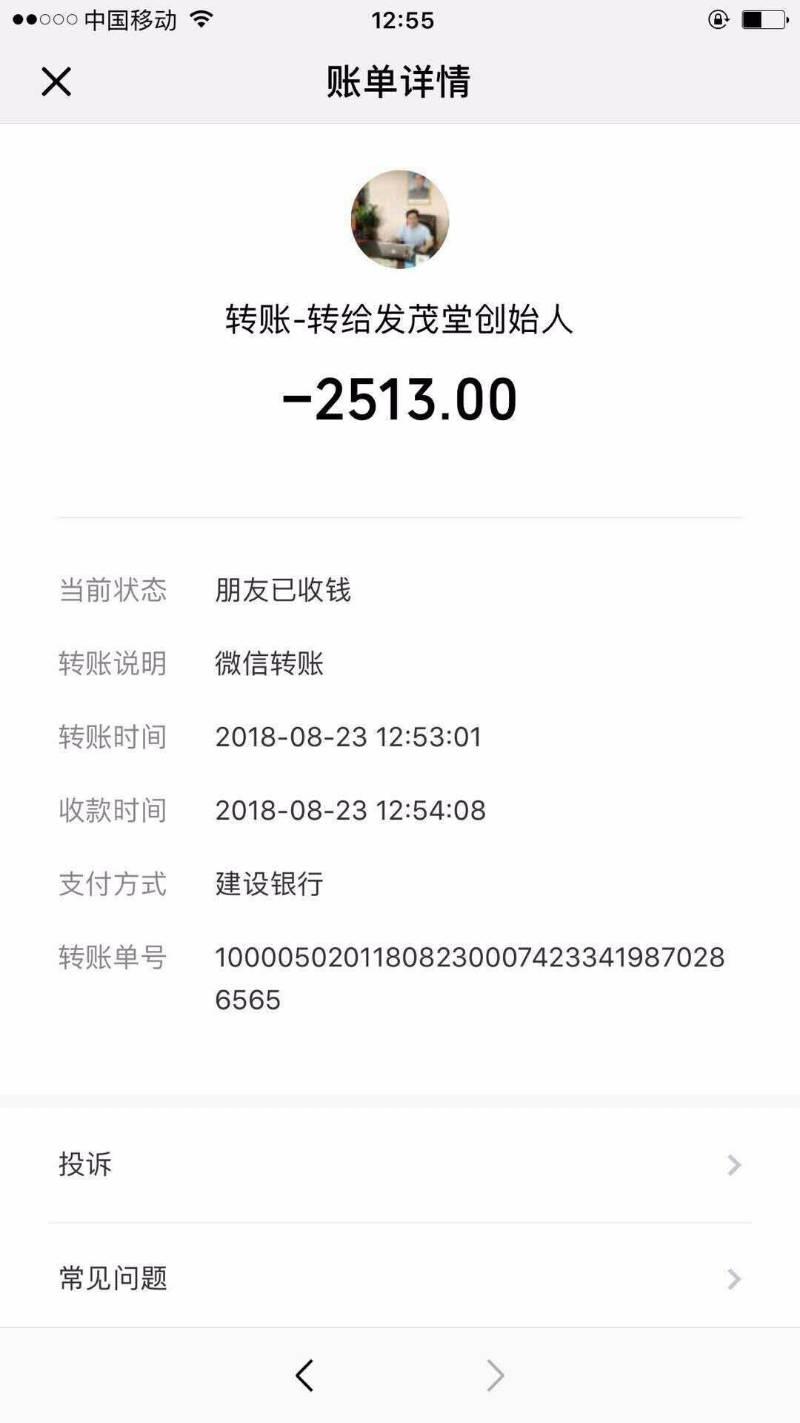 中国移动 12:55
账单详情
转账-转给发茂堂创始人
-2513.00
当前状态 朋友已收钱
转账说明 微信转账
转账时间 2018-08-23 12:53:01
收款时间 2018-08-23 12:54:08
支付方式 建设银行
转账单号 1000050201180823000742334198702​8
6565
投诉
常见问题